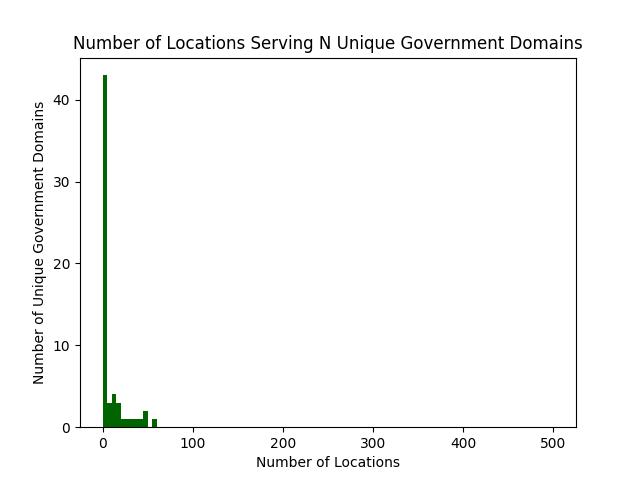 Number of Locations Serving N Unique Government Domains
Number of Unique Government Domains
40
30
20
10
0
0 100 200 300 400 500
Number of Locations